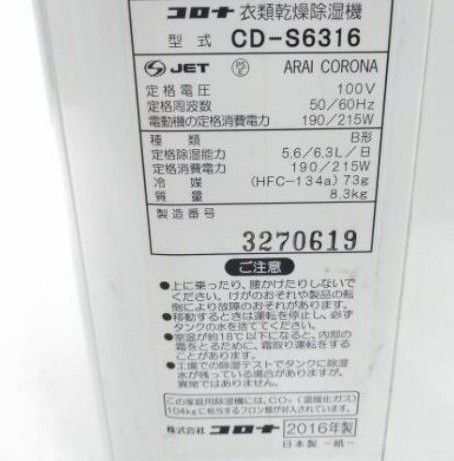 コロナ 衣類乾燥除湿機
型式 CD-S6316
JET PS E ARAI CORONA
定格電圧 100V
定格周波数 50/60Hz
電動機の定格消費電力 190/215W
種類 B形
定格除湿能力 5.6/6.3L/日
定格消費電力 190/215W
冷媒 (HFC-134a) 73g
質量 8.3kg
製造番号
3270619
ご注意
●上に乗ったり、腰かけたりしないで
ください。けがのおそれや製品の転
倒により故障のおそれがあります。
●移動するときは運転を停止し、必ず
タンクの水を捨ててください。
●室温が約18℃以下になると、内部の
霜をとるために、霜取り運転をする
ことがあります。
●工場での除湿テストでタンクに除湿
水が残っている場合がありますが、
異常ではありません。
この家庭用除湿機には、CO₂（温暖化ガス）
104kgに相当するフロン類が封入されています。
株式会社 コロナ 2016年製
日本製 -紙-